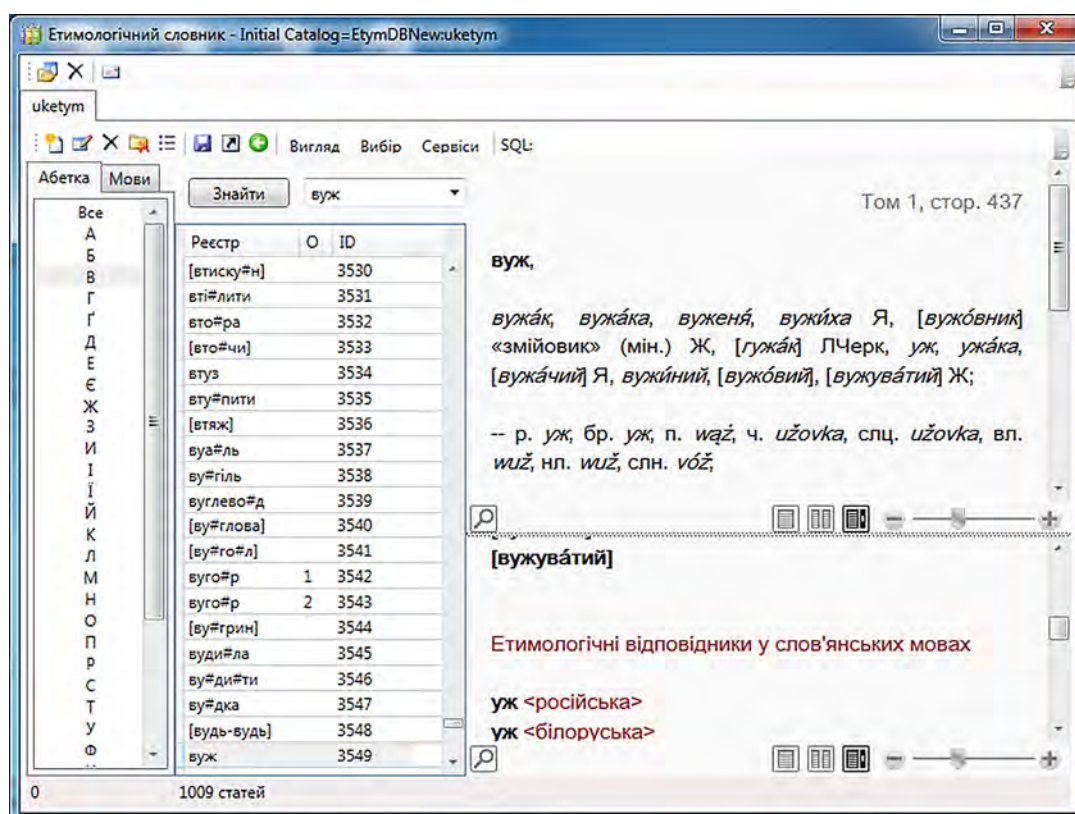 Етимологічний словник - Initial Catalog=EtymDBNew:uketym
uketym
Вигляд Вибір Сервіси SQL:
Абетка Мови
Все
А
Б
В
Г
Ґ
Д
Е
Є
Ж
З
И
І
Ї
Й
К
Л
М
Н
О
П
Р
С
Т
У
Ф
Знайти вуж
Реєстр О ID
[втиску#н] 3530
вті#лити 3531
вто#ра 3532
[вто#чи] 3533
втуз 3534
вту#пити 3535
[втяж] 3536
вуа#ль 3537
ву#гіль 3538
вуглево#д 3539
[ву#глова] 3540
[ву#го#л] 3541
вуго#р 1 3542
вуго#р 2 3543
[ву#грин] 3544
вуди#ла 3545
ву#ди#ти 3546
ву#дка 3547
[вудь-вудь] 3548
вуж 3549
Том 1, стор. 437
вуж,
вужа́к, вужа́ка, вуженя́, вужи́ха Я, [вужо́вник]
«змійовик» (мін.) Ж, [гужа́к] ЛЧерк, уж, ужа́ка,
[вужа́чий] Я, вужи́ний, [вужо́вий], [вужува́тий] Ж;
-- р. уж, бр. уж, п. wąż, ч. užovka, слц. užovka, вл.
wuž, нл. wuž, слн. vóž;
[вужува́тий]
Етимологічні відповідники у слов'янських мовах
уж <російська>
уж <білоруська>
0 1009 статей